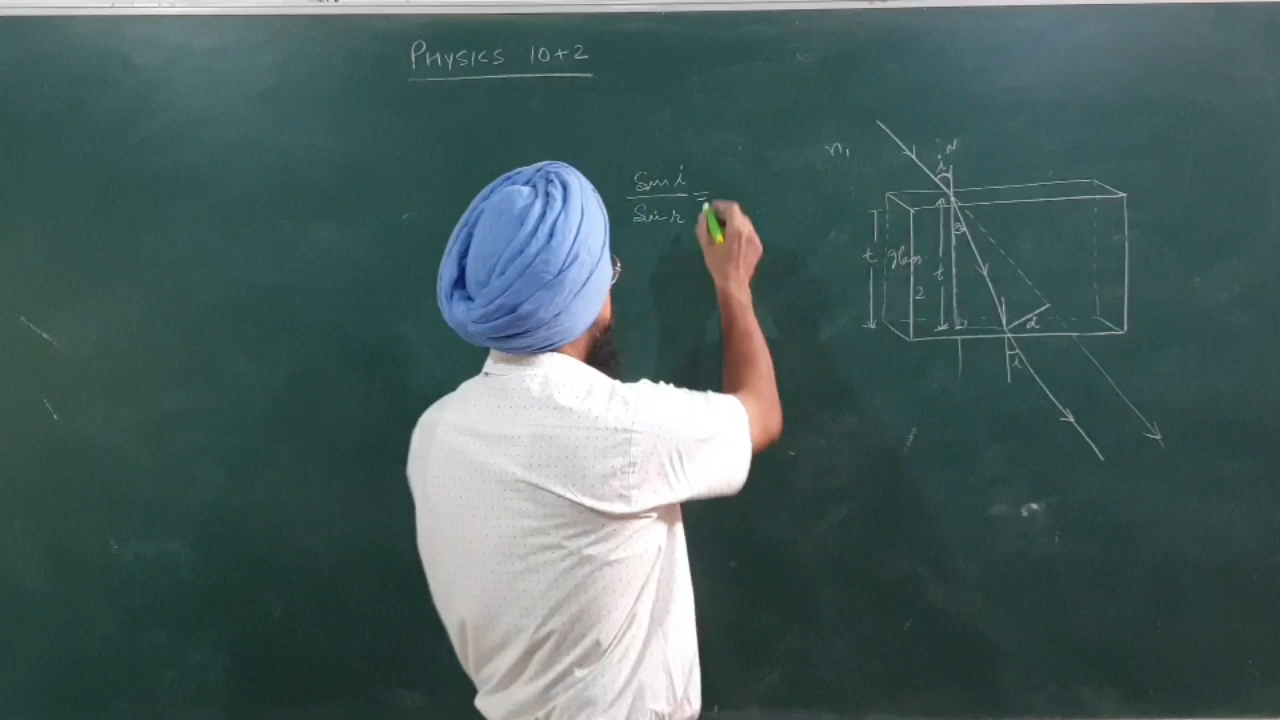 PHYSICS 10+2
Sin i
Sin r
=
n₁
i
N
t
glass
t
2
d
i